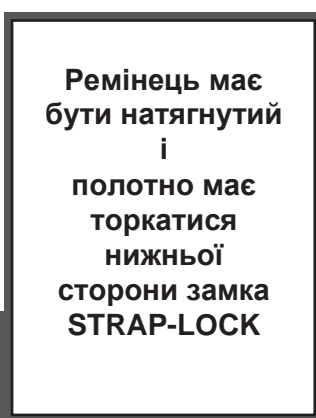 Ремінець має
бути натягнутий
і
полотно має
торкатися
нижньої
сторони замка
STRAP-LOCK